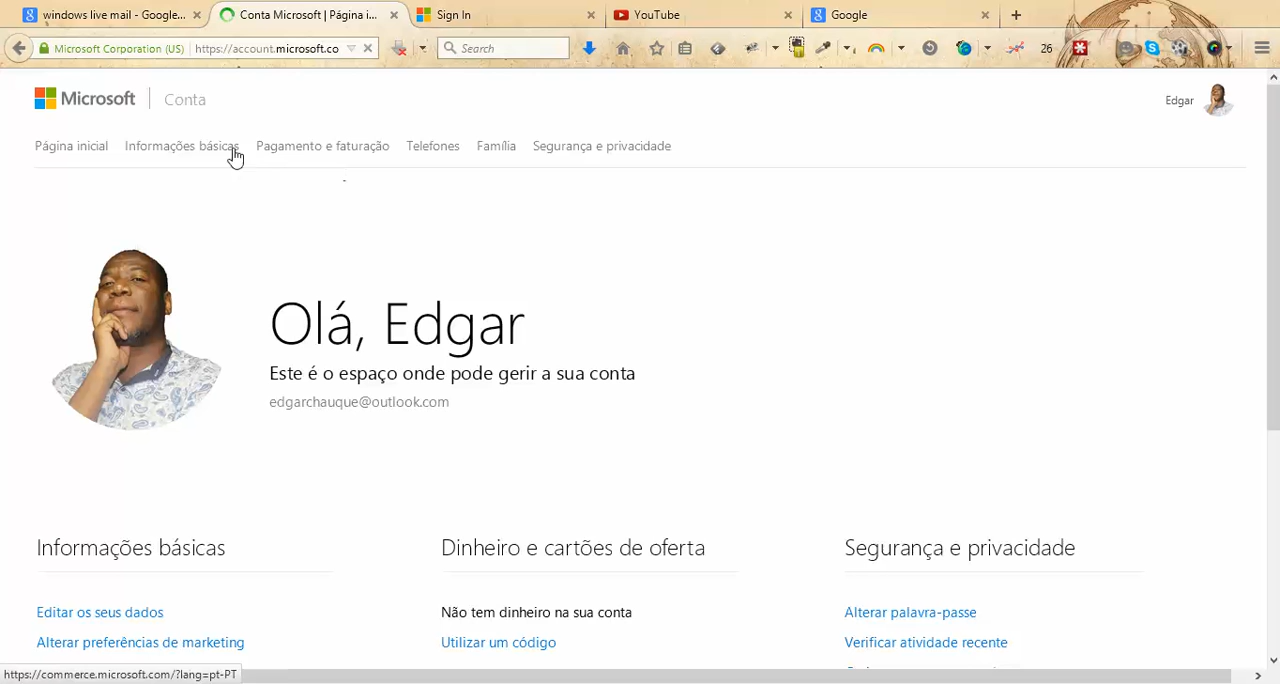 windows live mail - Google...
Conta Microsoft | Página i...
Sign In
YouTube
Google
Microsoft Corporation (US)
https://account.microsoft.co
Search
26
Microsoft
Conta
Edgar
Página inicial
Informações básicas
Pagamento e faturação
Telefones
Família
Segurança e privacidade
Olá, Edgar
Este é o espaço onde pode gerir a sua conta
edgarchauque@outlook.com
Informações básicas
Dinheiro e cartões de oferta
Segurança e privacidade
Editar os seus dados
Não tem dinheiro na sua conta
Alterar palavra-passe
Alterar preferências de marketing
Utilizar um código
Verificar atividade recente
https://commerce.microsoft.com/?lang=pt-PT